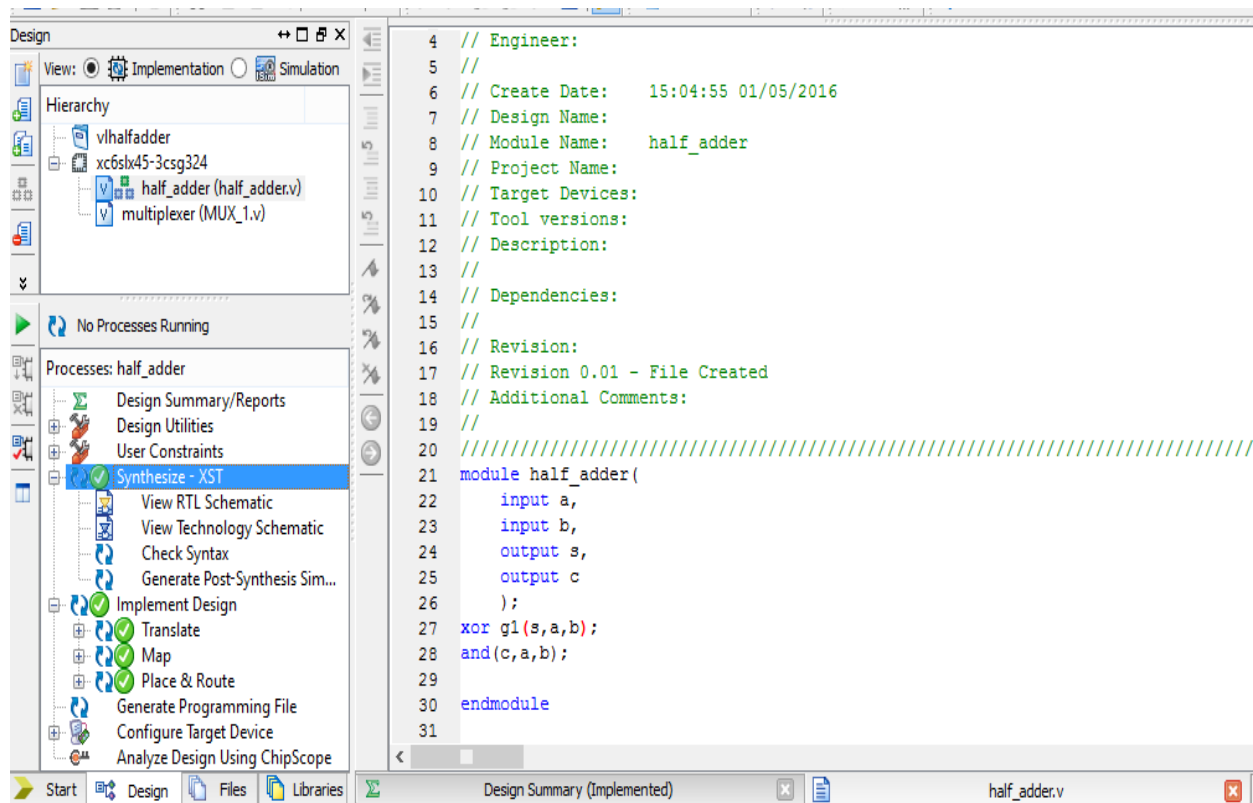 Design
View: Implementation Simulation
Hierarchy
vlhalfadder
xc6slx45-3csg324
half_adder (half_adder.v)
multiplexer (MUX_1.v)
No Processes Running
Processes: half_adder
Design Summary/Reports
Design Utilities
User Constraints
Synthesize - XST
View RTL Schematic
View Technology Schematic
Check Syntax
Generate Post-Synthesis Sim...
Implement Design
Translate
Map
Place & Route
Generate Programming File
Configure Target Device
Analyze Design Using ChipScope
Start Design Files Libraries
4 // Engineer:
5 //
6 // Create Date:    15:04:55 01/05/2016
7 // Design Name:
8 // Module Name:    half_adder
9 // Project Name:
10 // Target Devices:
11 // Tool versions:
12 // Description:
13 //
14 // Dependencies:
15 //
16 // Revision:
17 // Revision 0.01 - File Created
18 // Additional Comments:
19 //
20 //////////////////////////////////////////////////////////////////////////////////
21 module half_adder(
22     input a,
23     input b,
24     output s,
25     output c
26     );
27 xor g1(s,a,b);
28 and(c,a,b);
29
30 endmodule
31
Design Summary (Implemented)
half_adder.v